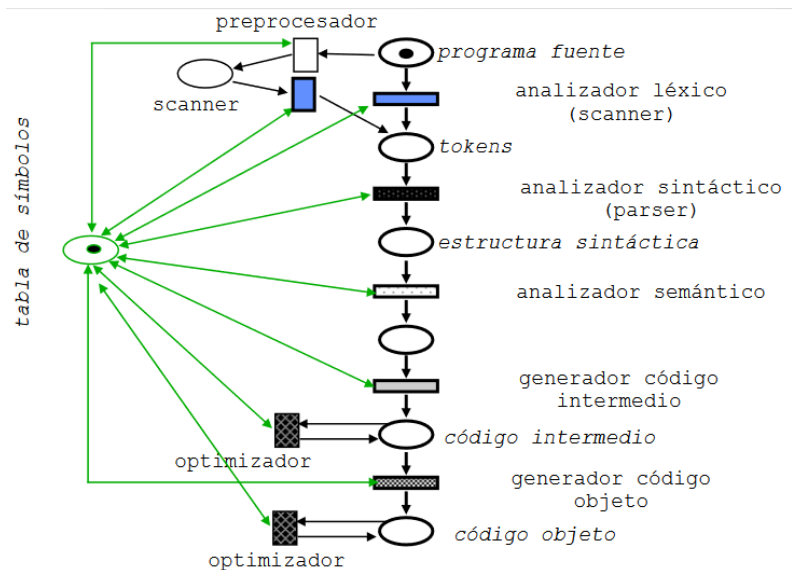 preprocesador
programa fuente
scanner
analizador léxico
(scanner)
tabla de símbolos
tokens
analizador sintáctico
(parser)
estructura sintáctica
analizador semántico
generador código
intermedio
código intermedio
optimizador
generador código
objeto
código objeto
optimizador